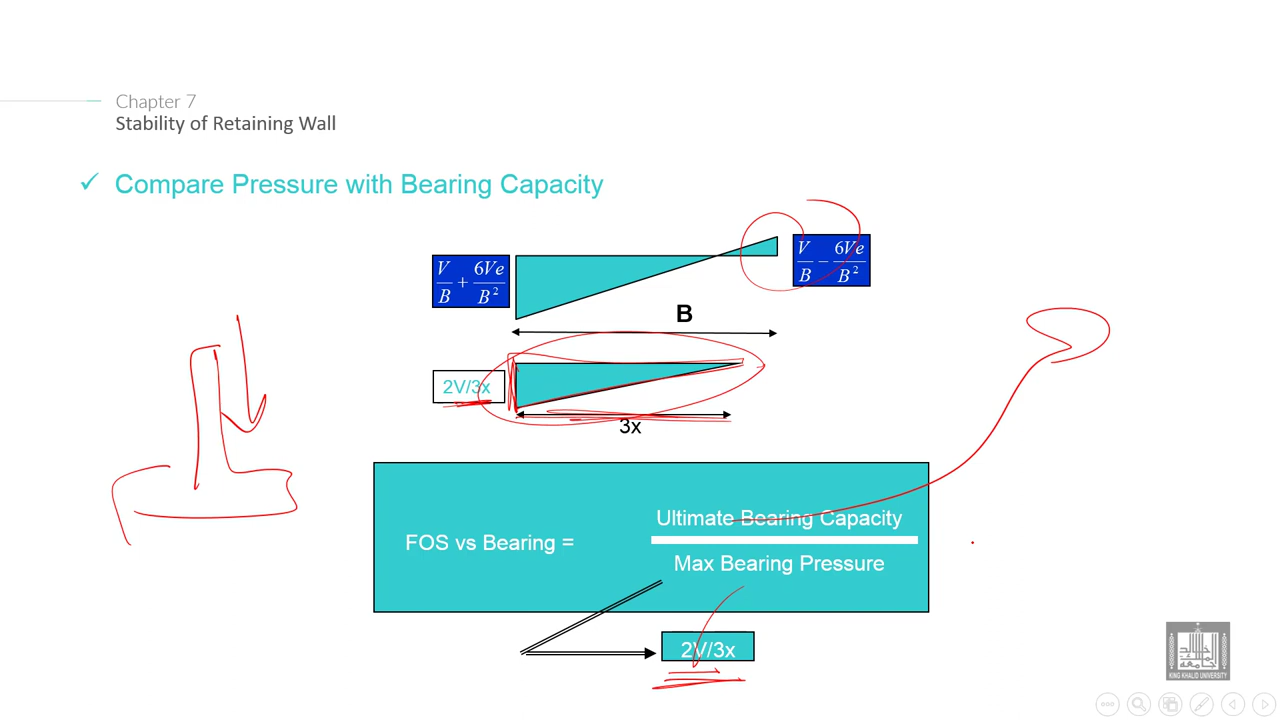 Chapter 7
Stability of Retaining Wall
✓ Compare Pressure with Bearing Capacity
V/B + 6Ve/B²
V/B − 6Ve/B²
B
2V/3x
3x
FOS vs Bearing =
Ultimate Bearing Capacity
Max Bearing Pressure
2V/3x
KING KHALID UNIVERSITY